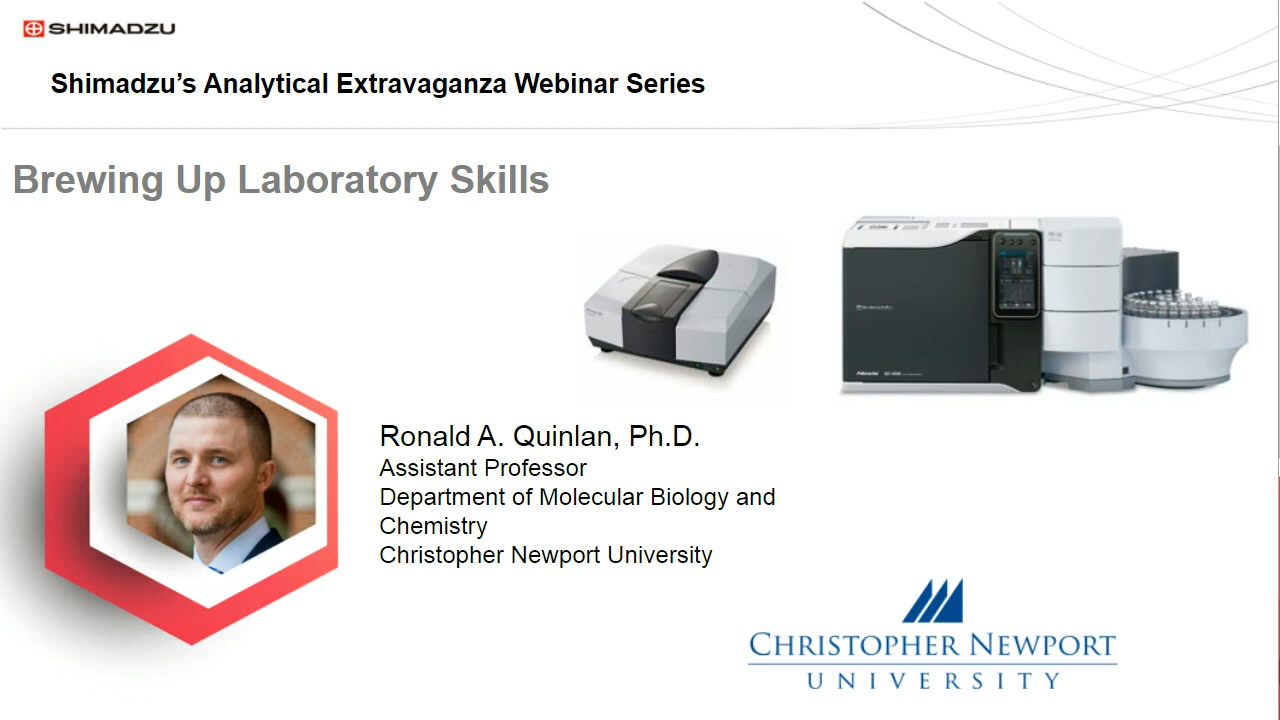 SHIMADZU
Shimadzu’s Analytical Extravaganza Webinar Series
Brewing Up Laboratory Skills
Ronald A. Quinlan, Ph.D.
Assistant Professor
Department of Molecular Biology and
Chemistry
Christopher Newport University
CHRISTOPHER NEWPORT
UNIVERSITY